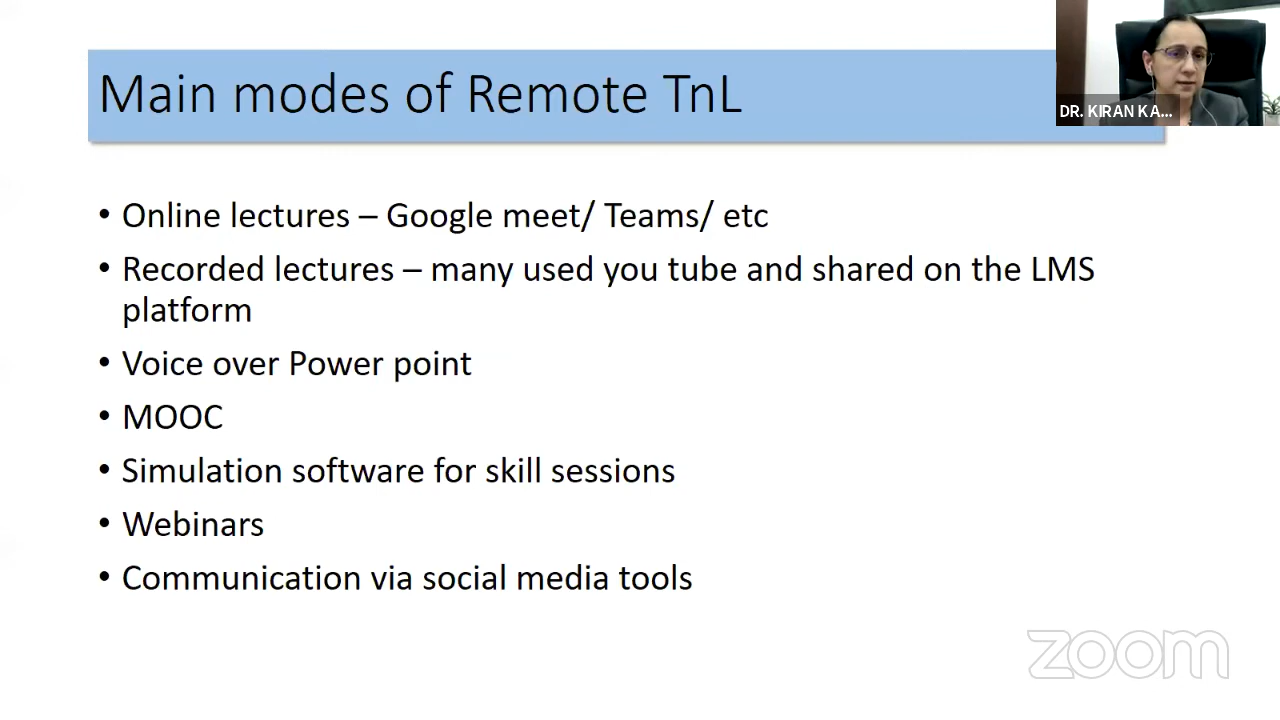 Main modes of Remote TnL
DR. KIRAN KA...
• Online lectures – Google meet/ Teams/ etc
• Recorded lectures – many used you tube and shared on the LMS
platform
• Voice over Power point
• MOOC
• Simulation software for skill sessions
• Webinars
• Communication via social media tools
zoom